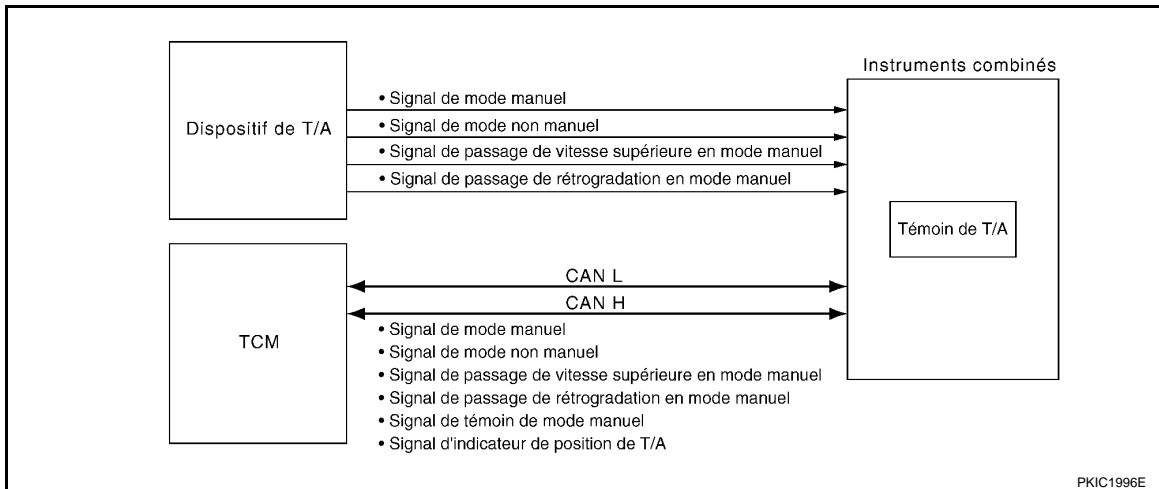 Instruments combinés
Dispositif de T/A
• Signal de mode manuel
• Signal de mode non manuel
• Signal de passage de vitesse supérieure en mode manuel
• Signal de passage de rétrogradation en mode manuel
Témoin de T/A
TCM
CAN L
CAN H
• Signal de mode manuel
• Signal de mode non manuel
• Signal de passage de vitesse supérieure en mode manuel
• Signal de passage de rétrogradation en mode manuel
• Signal de témoin de mode manuel
• Signal d'indicateur de position de T/A
PKIC1996E